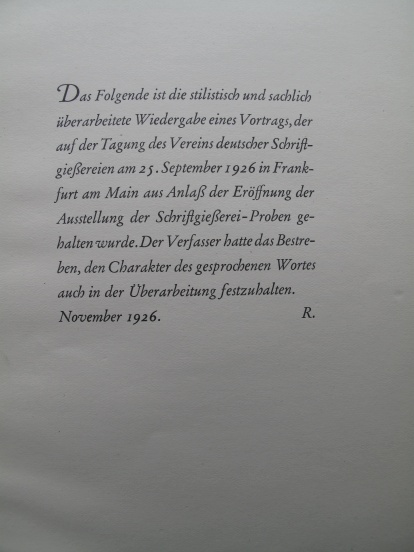 Das Folgende ist die stilistisch und sachlich
überarbeitete Wiedergabe eines Vortrags, der
auf der Tagung des Vereins deutscher Schrift-
gießereien am 25. September 1926 in Frank-
furt am Main aus Anlaß der Eröffnung der
Ausstellung der Schriftgießerei-Proben ge-
halten wurde. Der Verfasser hatte das Bestre-
ben, den Charakter des gesprochenen Wortes
auch in der Überarbeitung festzuhalten.
November 1926. R.